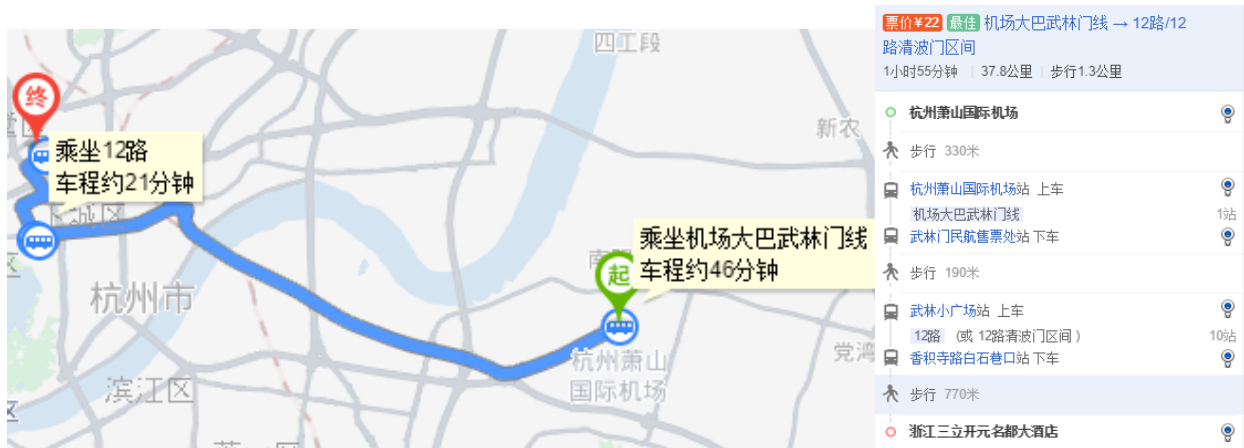 四工段
新农
终
乘坐12路
车程约21分钟
下城区
杭州市
滨江区
乘坐机场大巴武林门线
车程约46分钟
起
杭州萧山
国际机场
党湾
票价¥22 最佳 机场大巴武林门线 → 12路/12
路清波门区间
1小时55分钟 | 37.8公里 | 步行1.3公里
杭州萧山国际机场
步行 330米
杭州萧山国际机场站 上车
机场大巴武林门线 1站
武林门民航售票处站 下车
步行 190米
武林小广场站 上车
12路 (或 12路清波门区间) 10站
香积寺路白石巷口站 下车
步行 770米
浙江三立开元名都大酒店